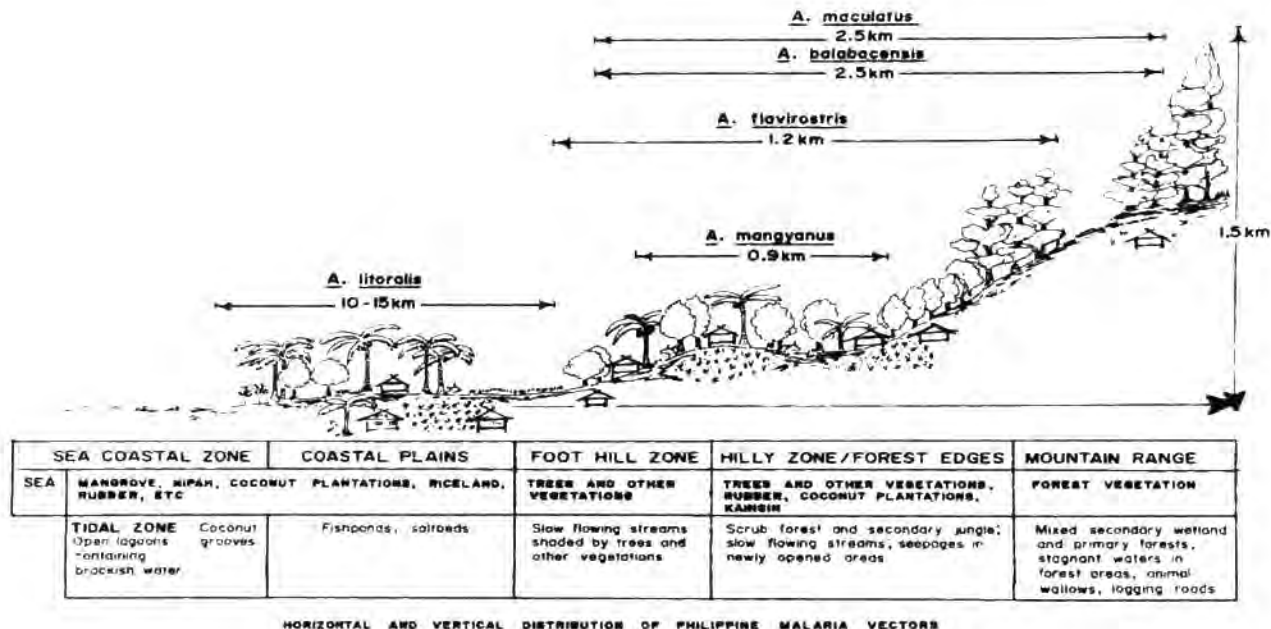 A. maculatus
2.5km
A. balabacensis
2.5km
A. flavirostris
1.2km
1.5km
A. mangyanus
0.9km
A. litoralis
10-15km
SEA COASTAL ZONE
COASTAL PLAINS
FOOT HILL ZONE
HILLY ZONE/FOREST EDGES
MOUNTAIN RANGE
SEA
MANGROVE, NIPAH, COCONUT PLANTATIONS, RICELAND,
RUBBER, ETC
TREES AND OTHER
VEGETATIONS
TREES AND OTHER VEGETATIONS,
RUBBER, COCONUT PLANTATIONS,
KAINGIN
FOREST VEGETATION
TIDAL ZONE Coconut
Open lagoons grooves
containing
brackish water
Fishponds, saltbeds
Slow flowing streams
shaded by trees and
other vegetations
Scrub forest and secondary jungle;
slow flowing streams, seepages in
newly opened areas
Mixed secondary wetland
and primary forests,
stagnant waters in
forest areas, animal
wallows, logging roads
HORIZONTAL AND VERTICAL DISTRIBUTION OF PHILIPPINE MALARIA VECTORS